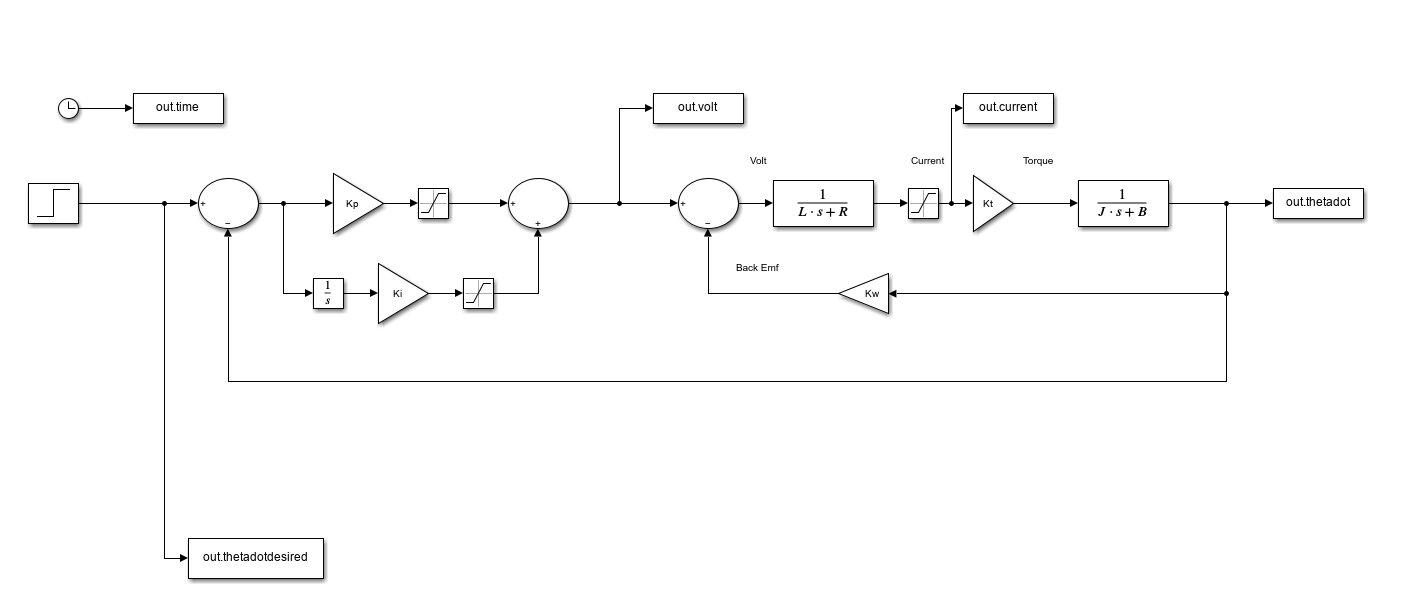 out.time
out.volt
out.current
Volt
Current
Torque
+
−
Kp
+
+
+
−
1
L · s + R
Kt
1
J · s + B
out.thetadot
Back Emf
1
s
Ki
Kw
out.thetadotdesired